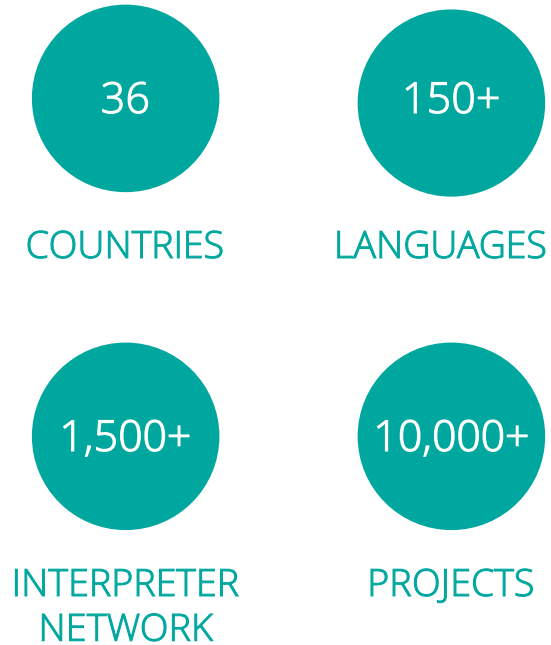 36
COUNTRIES
150+
LANGUAGES
1,500+
INTERPRETER
NETWORK
10,000+
PROJECTS